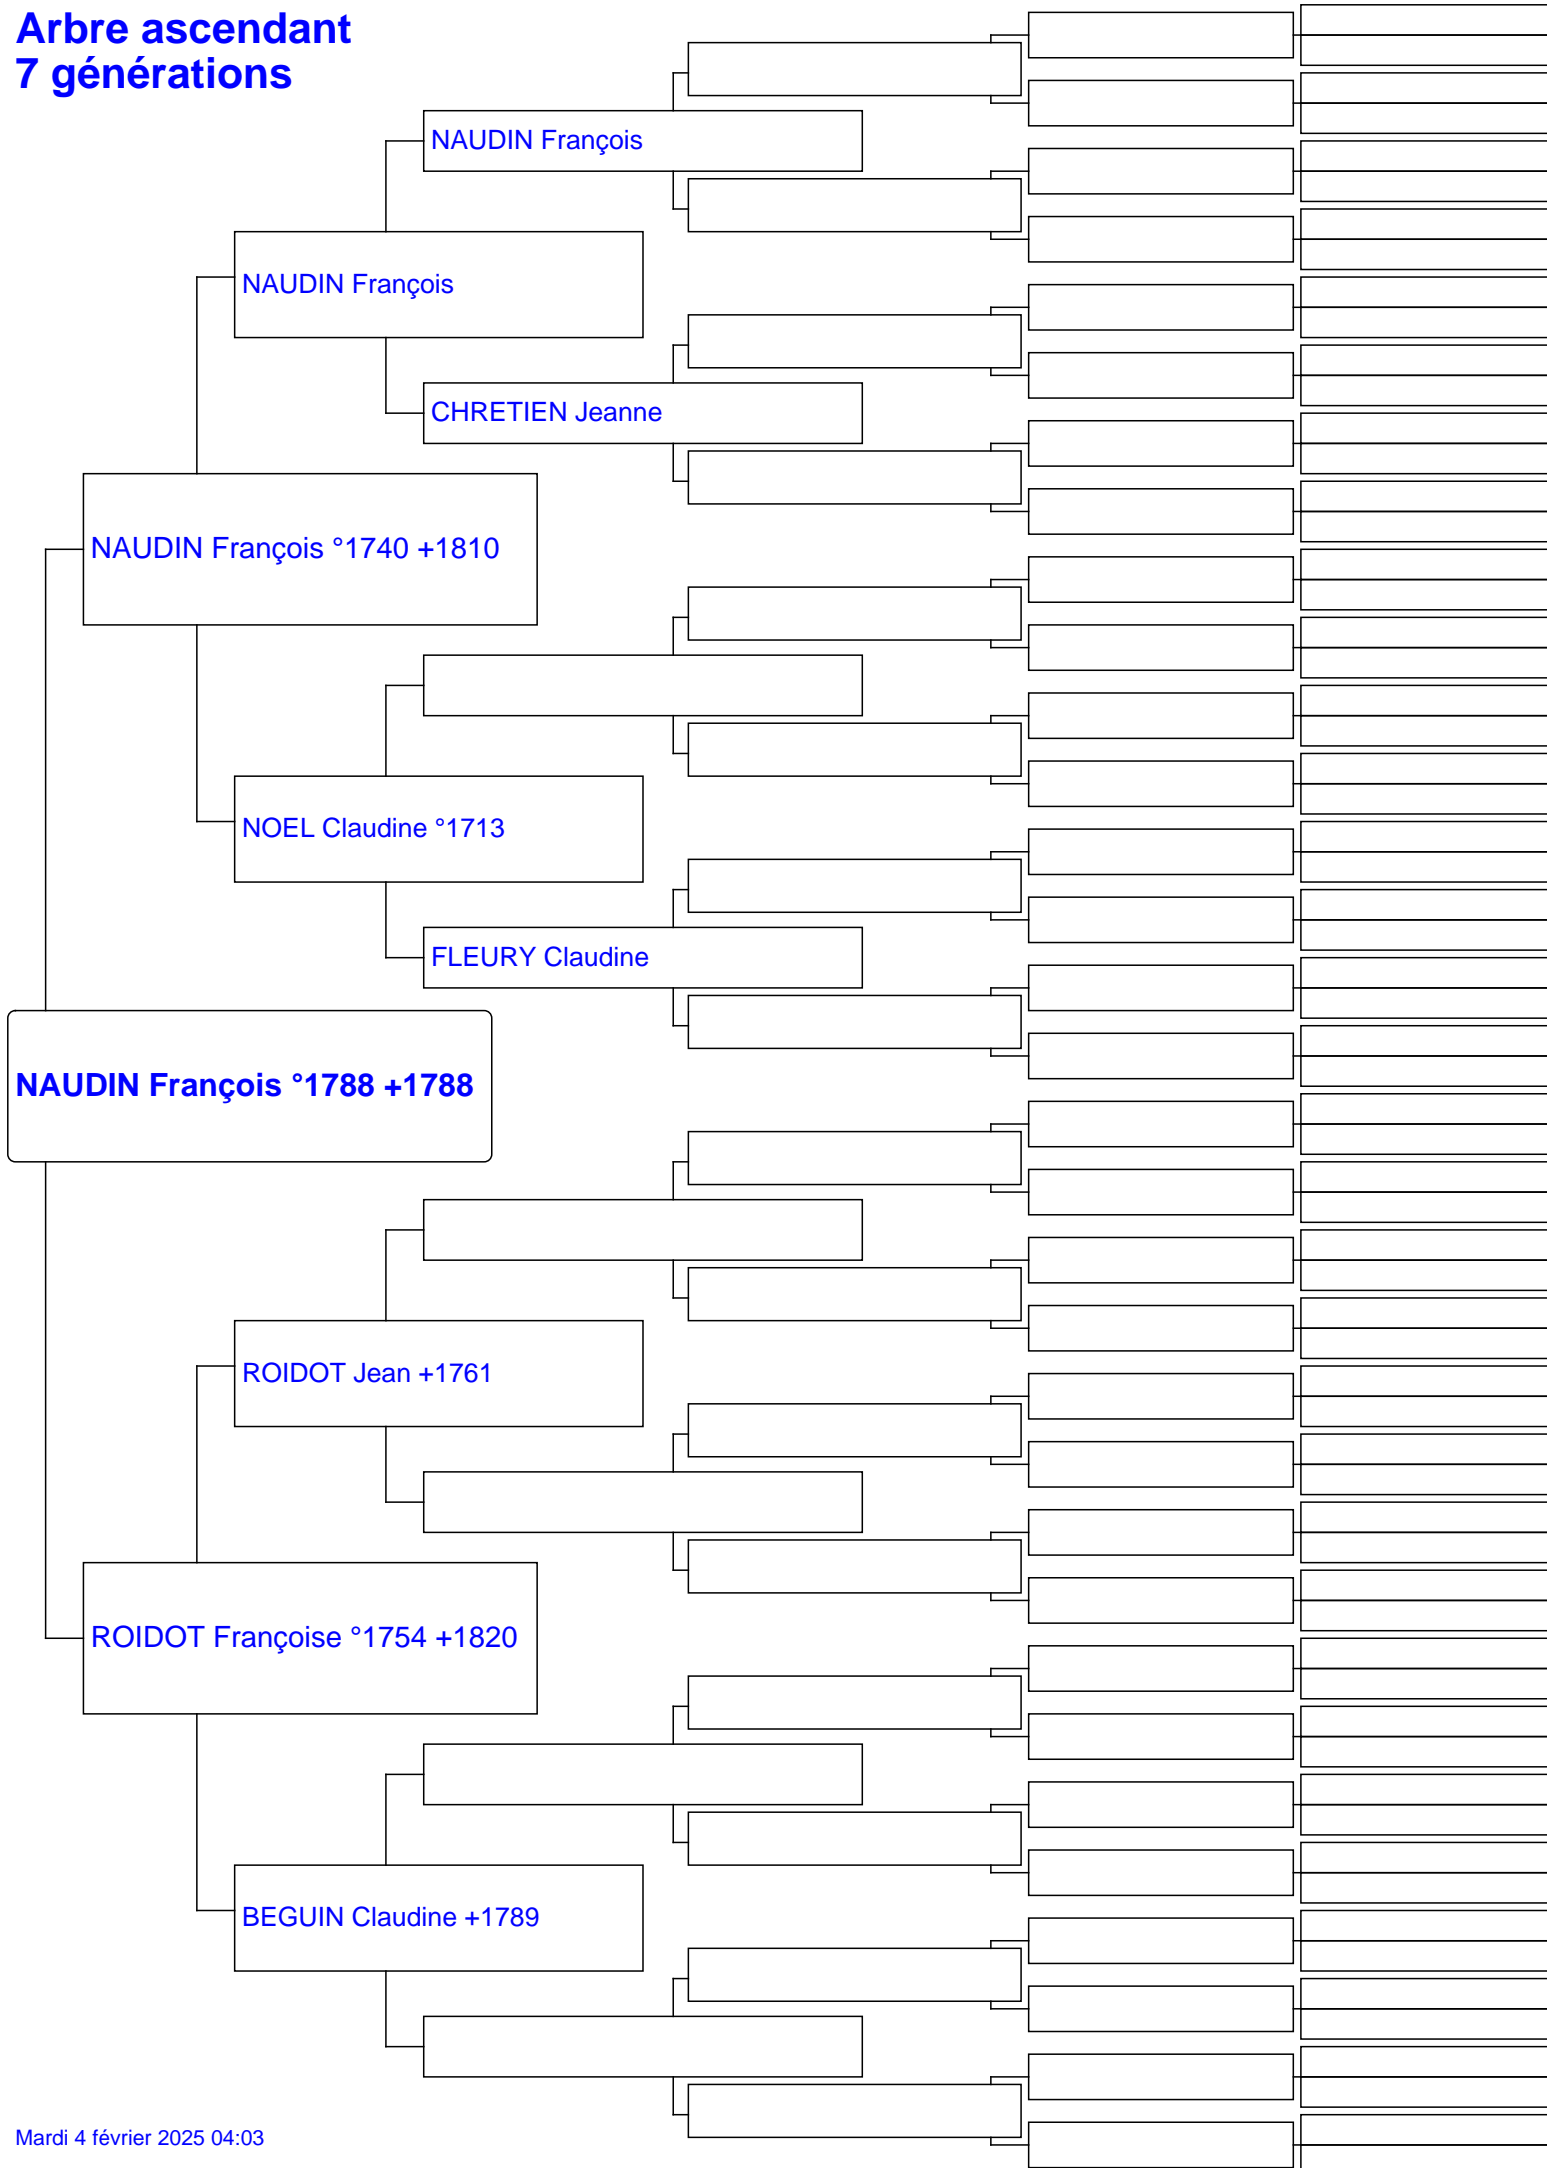 Arbre ascendant
7 générations
NAUDIN François
NAUDIN François
CHRETIEN Jeanne
NAUDIN François °1740 +1810
NOEL Claudine °1713
FLEURY Claudine
NAUDIN François °1788 +1788
ROIDOT Jean +1761
ROIDOT Françoise °1754 +1820
BEGUIN Claudine +1789
Mardi 4 février 2025 04:03